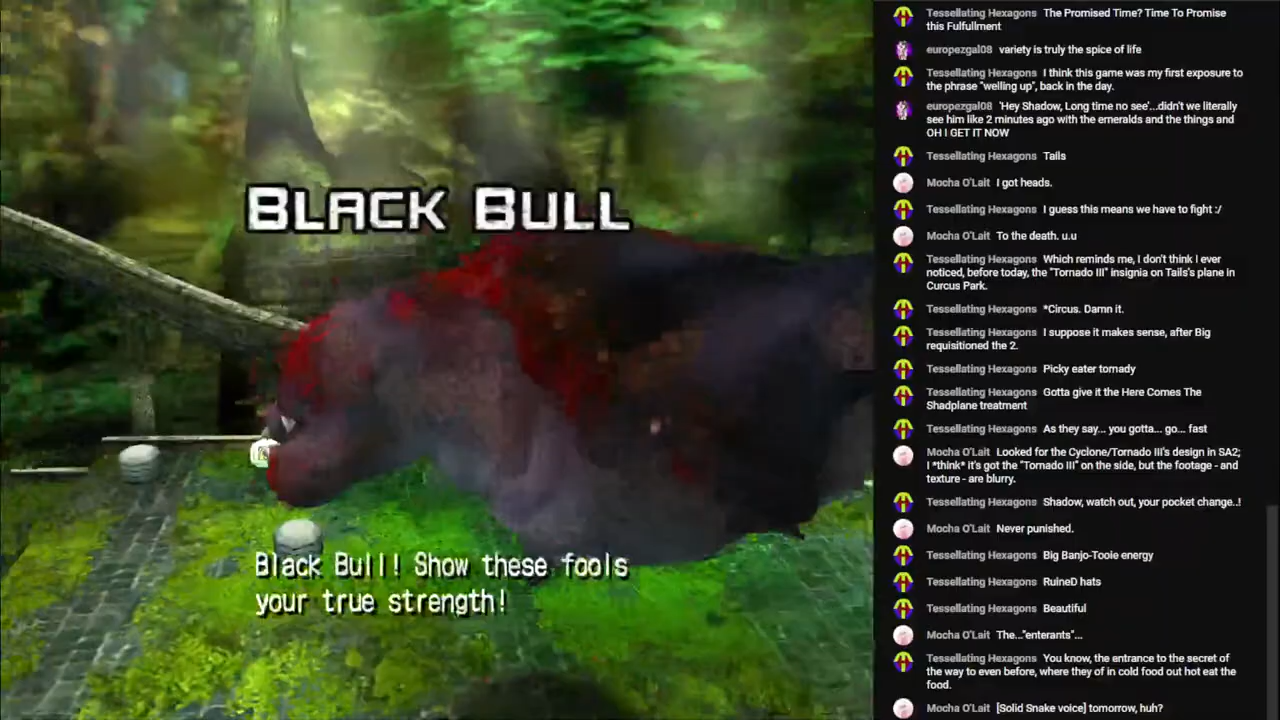 BLACK BULL
Black Bull! Show these fools
your true strength!
Tessellating Hexagons The Promised Time? Time To Promise
this Fulfullment
europezgal08 variety is truly the spice of life
Tessellating Hexagons I think this game was my first exposure to
the phrase "welling up", back in the day.
europezgal08 'Hey Shadow, Long time no see'...didn't we literally
see him like 2 minutes ago with the emeralds and the things and
OH I GET IT NOW
Tessellating Hexagons Tails
Mocha O'Lait I got heads.
Tessellating Hexagons I guess this means we have to fight :/
Mocha O'Lait To the death. u.u
Tessellating Hexagons Which reminds me, I don't think I ever
noticed, before today, the "Tornado III" insignia on Tails's plane in
Curcus Park.
Tessellating Hexagons *Circus. Damn it.
Tessellating Hexagons I suppose it makes sense, after Big
requisitioned the 2.
Tessellating Hexagons Picky eater tornady
Tessellating Hexagons Gotta give it the Here Comes The
Shadplane treatment
Tessellating Hexagons As they say... you gotta... go... fast
Mocha O'Lait Looked for the Cyclone/Tornado III's design in SA2;
I *think* it's got the "Tornado III" on the side, but the footage - and
texture - are blurry.
Tessellating Hexagons Shadow, watch out, your pocket change..!
Mocha O'Lait Never punished.
Tessellating Hexagons Big Banjo-Tooie energy
Tessellating Hexagons RuineD hats
Tessellating Hexagons Beautiful
Mocha O'Lait The..."enterants"...
Tessellating Hexagons You know, the entrance to the secret of
the way to even before, where they of in cold food out hot eat the
food.
Mocha O'Lait [Solid Snake voice] tomorrow, huh?